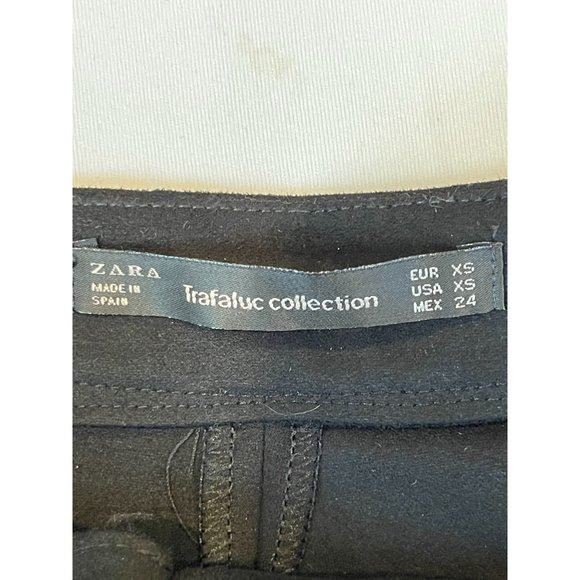 ZARA
MADE IN
SPAIN
Trafaluc collection
EUR XS
USA XS
MEX 24